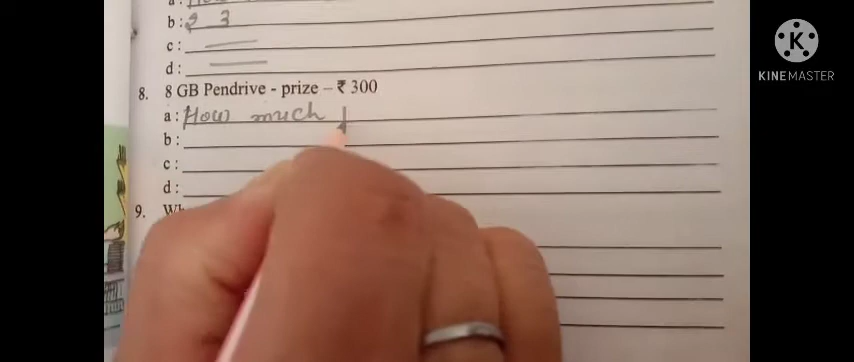 a :
b : 2 3
c :
d :
8. 8 GB Pendrive - prize – ₹ 300
a : How much
b :
c :
d :
9.
KINEMASTER